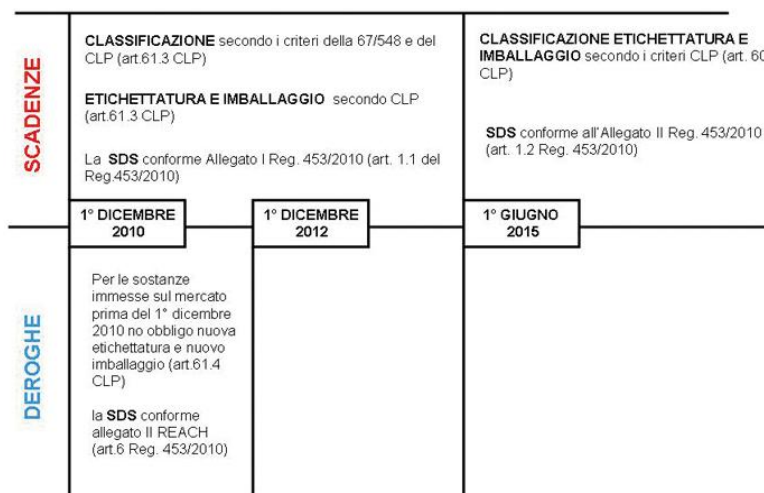 SCADENZE
CLASSIFICAZIONE secondo i criteri della 67/548 e del
CLP (art.61.3 CLP)
ETICHETTATURA E IMBALLAGGIO secondo CLP
(art.61.3 CLP)
La SDS conforme Allegato I Reg. 453/2010 (art. 1.1 del
Reg.453/2010)
CLASSIFICAZIONE ETICHETTATURA E
IMBALLAGGIO secondo i criteri CLP (art. 60
CLP)
SDS conforme all'Allegato II Reg. 453/2010
(art. 1.2 Reg. 453/2010)
1° DICEMBRE
2010
1° DICEMBRE
2012
1° GIUGNO
2015
DEROGHE
Per le sostanze
immesse sul mercato
prima del 1° dicembre
2010 no obbligo nuova
etichettatura e nuovo
imballaggio (art.61.4
CLP)
la SDS conforme
allegato II REACH
(art.6 Reg. 453/2010)